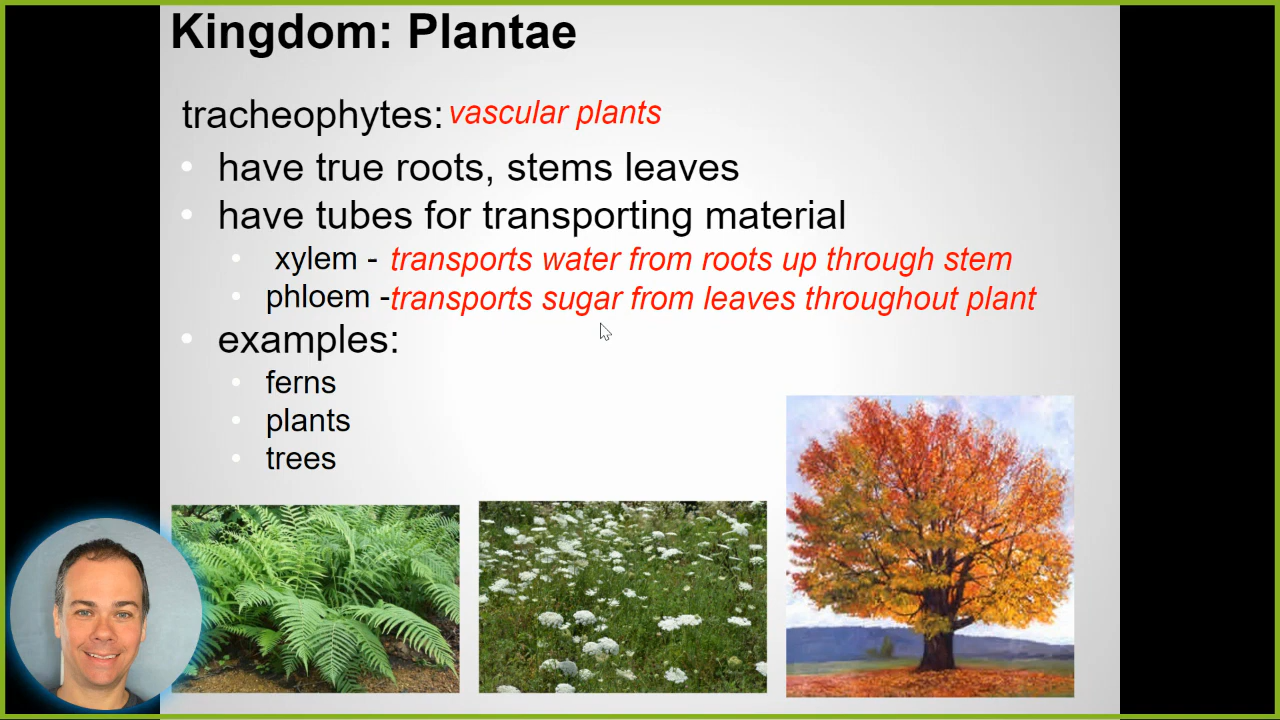 Kingdom: Plantae
tracheophytes: vascular plants
have true roots, stems leaves
have tubes for transporting material
xylem - transports water from roots up through stem
phloem -transports sugar from leaves throughout plant
examples:
ferns
plants
trees